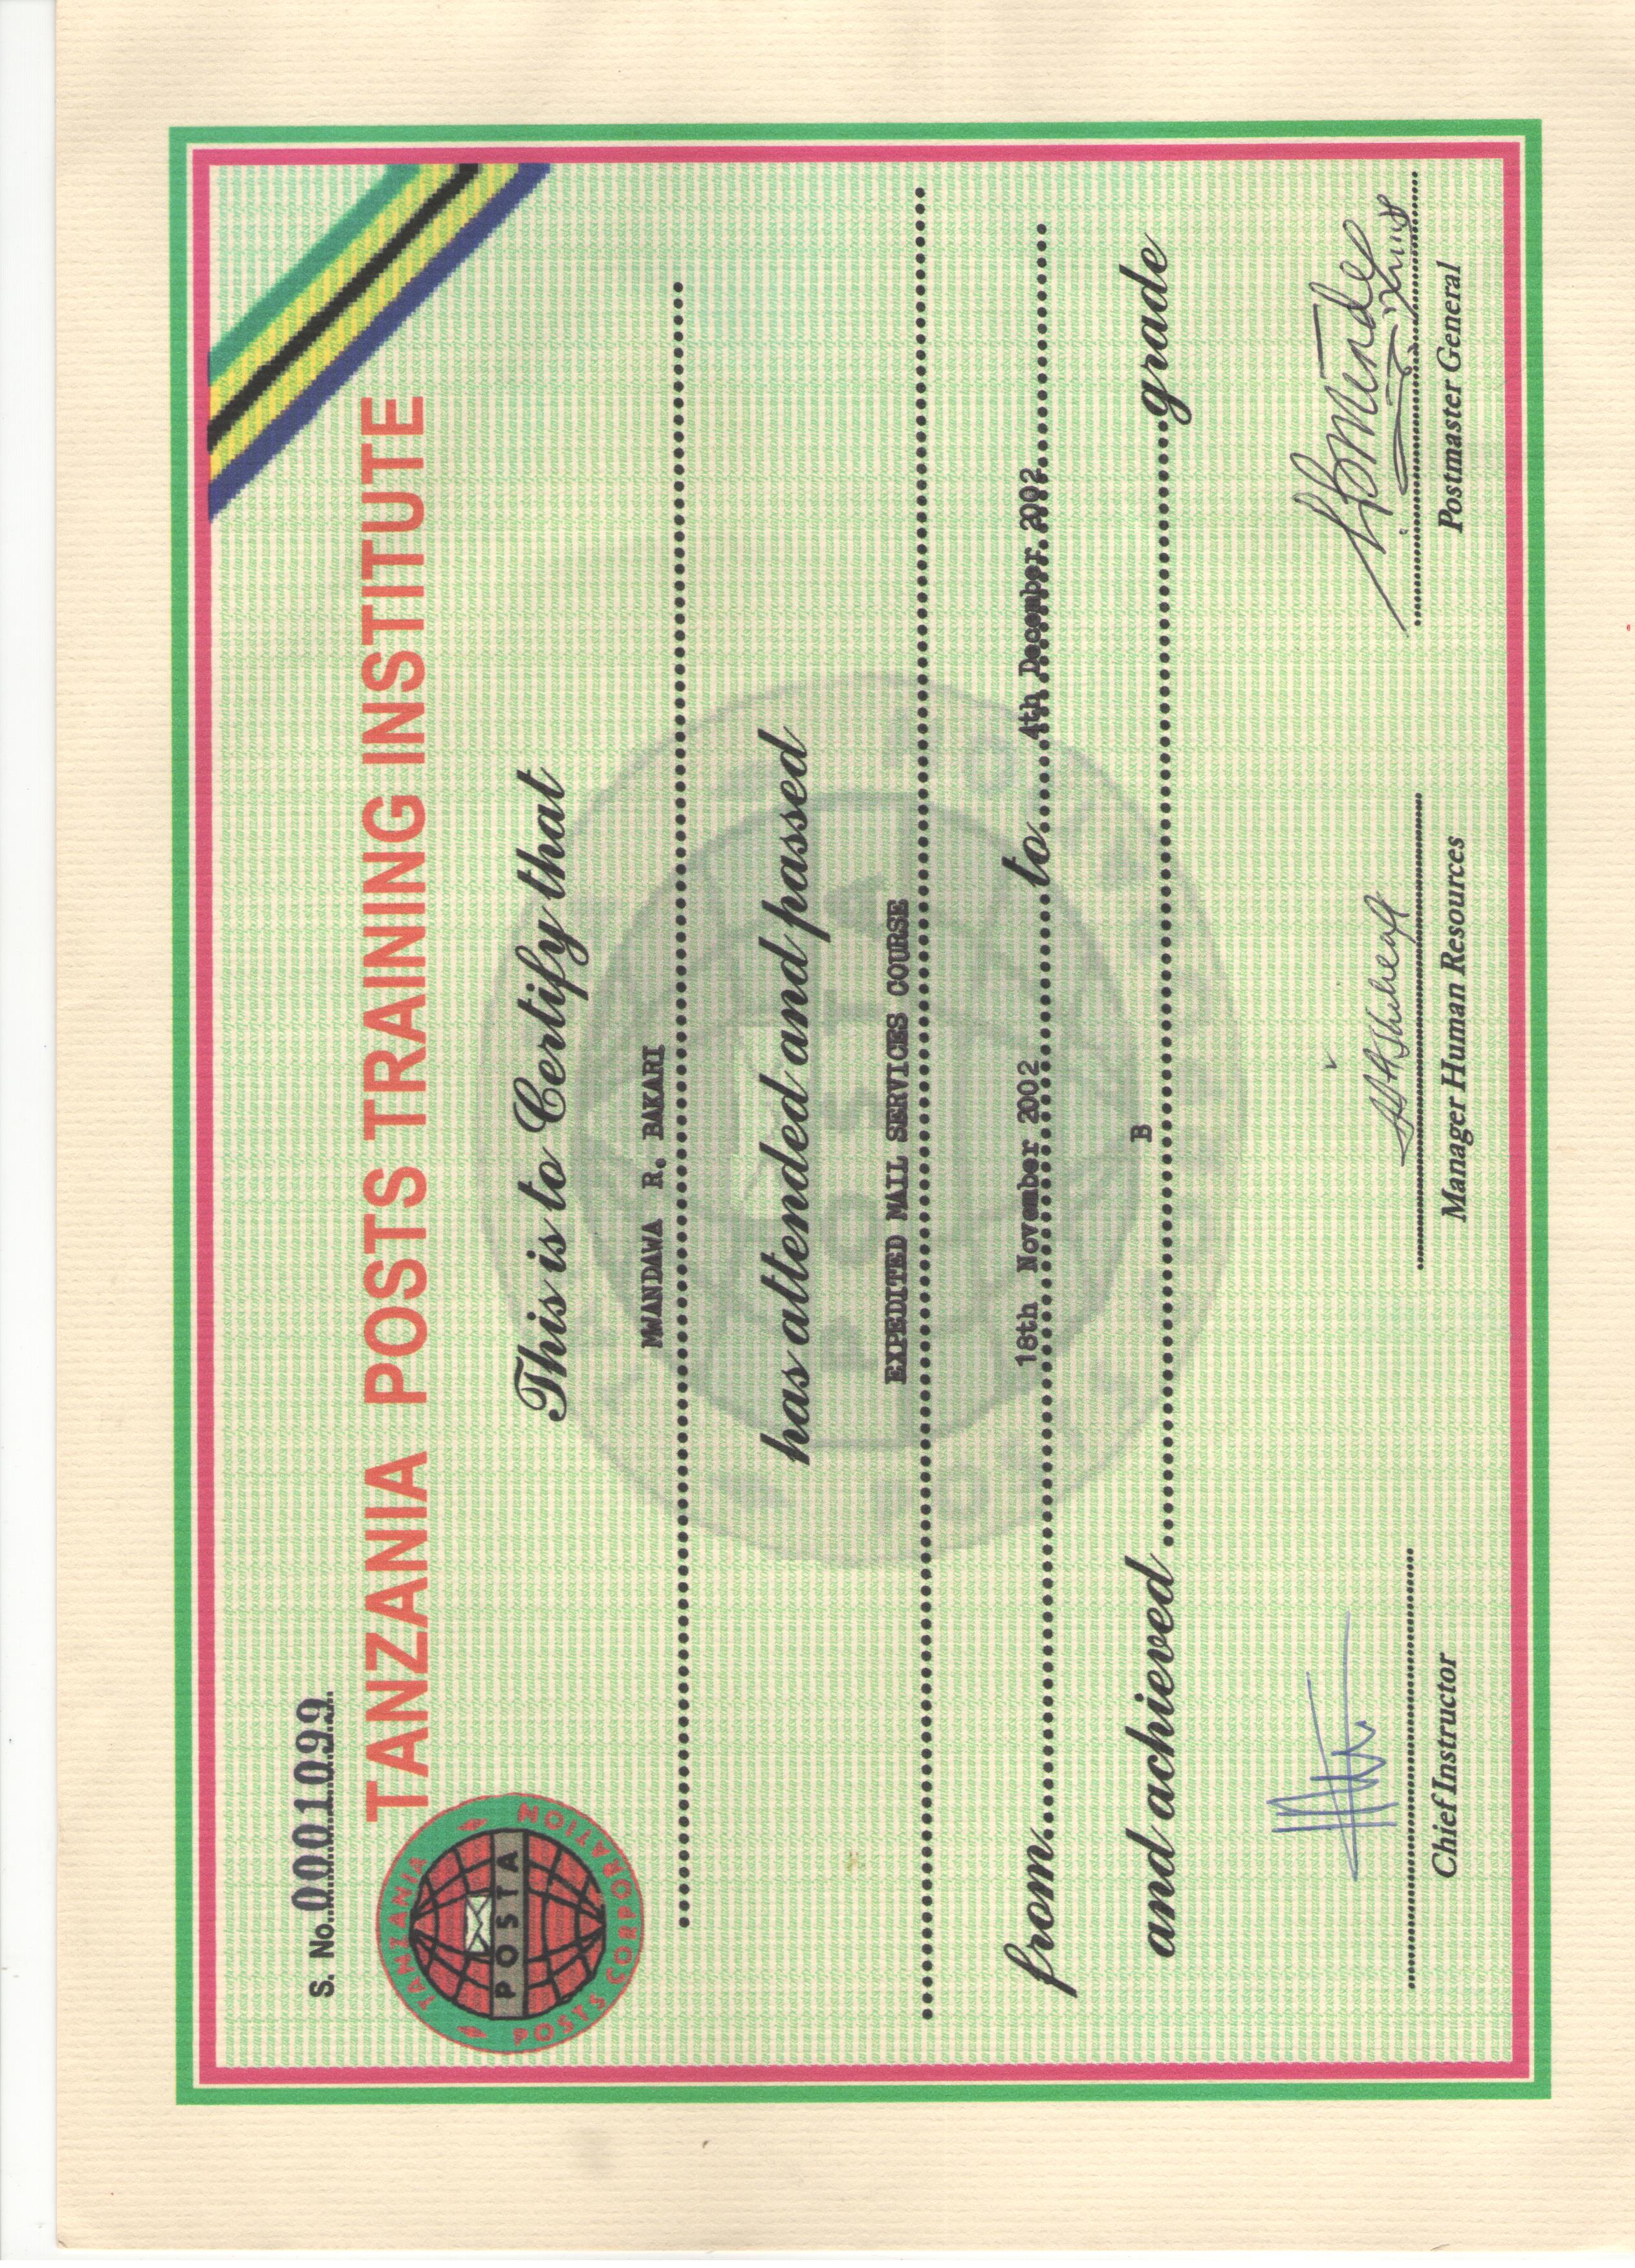 S. No. 0001099
TANZANIA POSTS TRAINING INSTITUTE
TANZANIA
POSTS CORPORATION
POSTA
This is to Certify that
MWANDAWA R. BAKARI
has attended and passed
EXPEDITED MAIL SERVICES COURSE
from 18th November 2002 to 4th December 2002
and achieved B grade
Chief Instructor
Manager Human Resources
Postmaster General